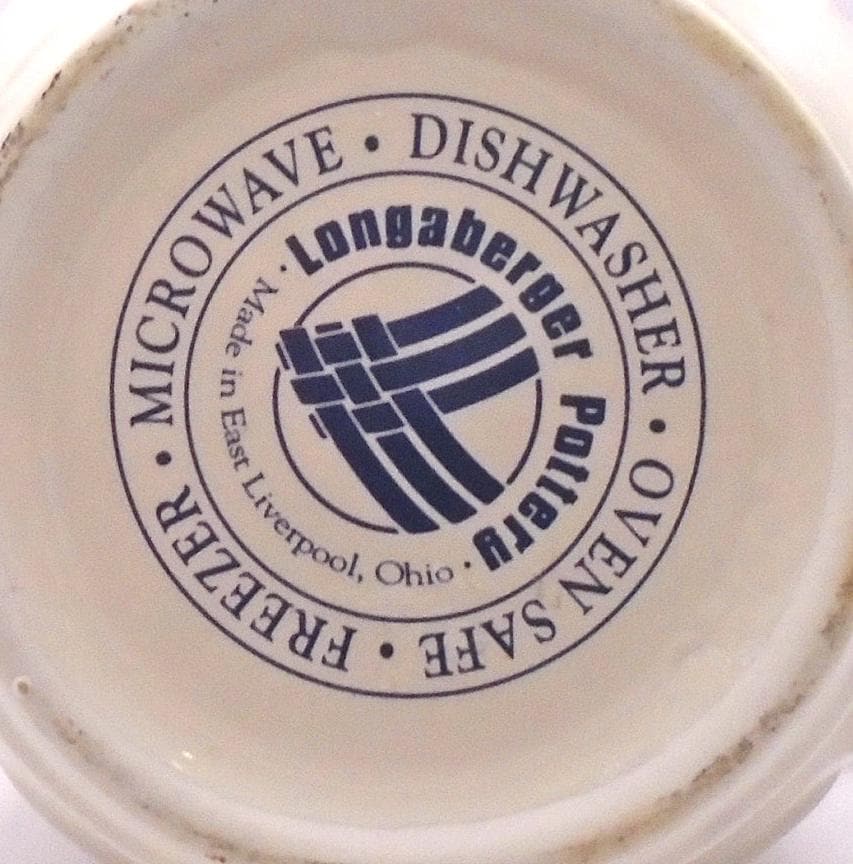 MICROWAVE • DISHWASHER • OVEN SAFE • FREEZER •
Longaberger Pottery
· Made in East Liverpool, Ohio ·